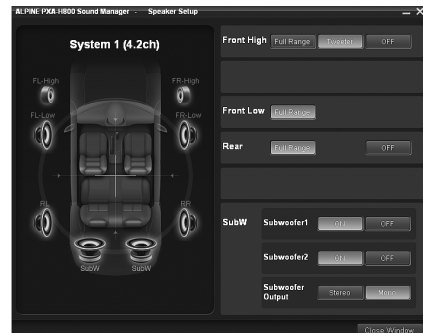 ALPINE PXA-H800 Sound Manager - Speaker Setup
System 1 (4.2ch)
FL-High FR-High
FL-Low FR-Low
RL RR
SubW SubW
Front High Full Range Tweeter OFF
Front Low Full Range
Rear Full Range OFF
SubW Subwoofer1 ON OFF
Subwoofer2 ON OFF
Subwoofer
Output Stereo Mono
Close Window